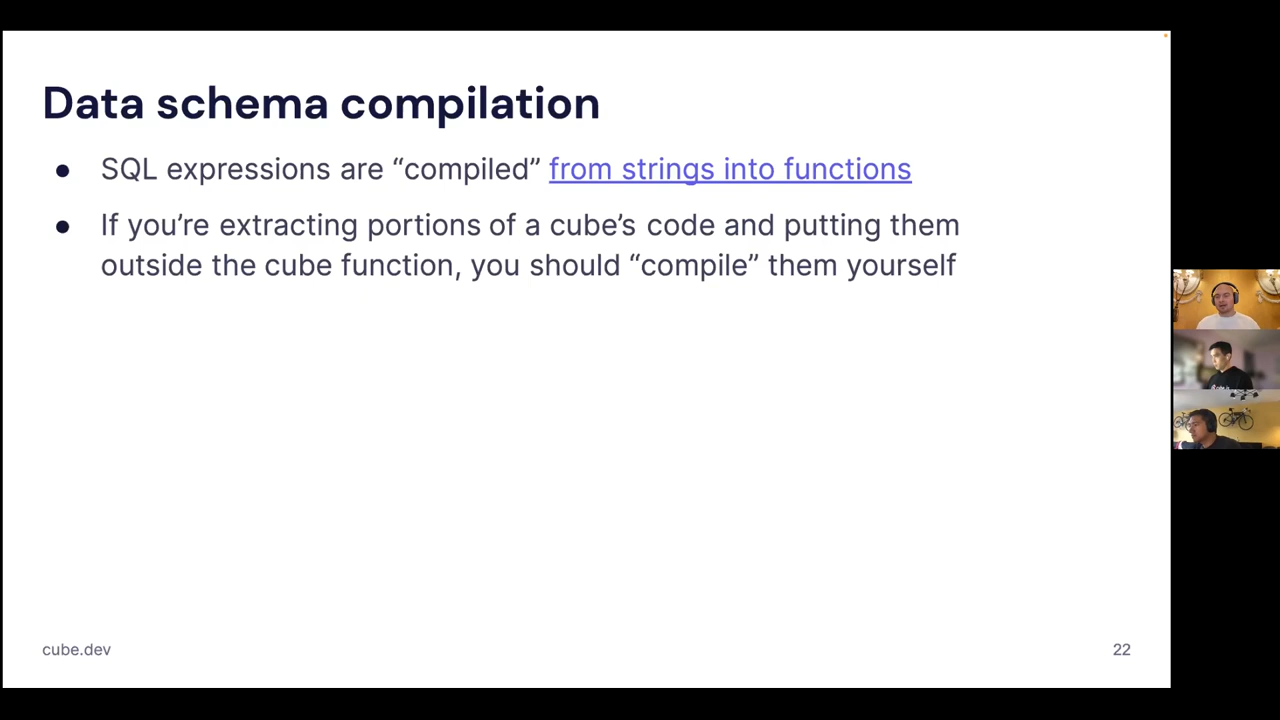 Data schema compilation
● SQL expressions are “compiled” from strings into functions
● If you’re extracting portions of a cube’s code and putting them
outside the cube function, you should “compile” them yourself
cube.dev
22